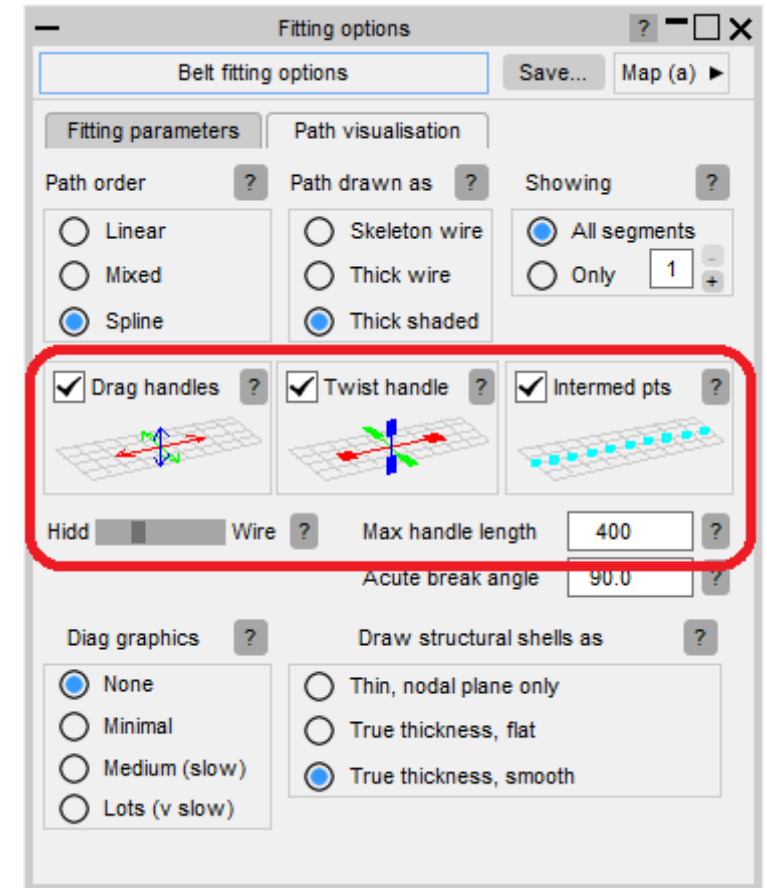 Fitting options ?
Belt fitting options Save... Map (a)
Fitting parameters Path visualisation
Path order ? Path drawn as ? Showing ?
Linear Skeleton wire All segments
Mixed Thick wire Only 1 - +
Spline Thick shaded
Drag handles ? Twist handle ? Intermed pts ?
Hidd Wire ? Max handle length 400 ?
Acute break angle 90.0 ?
Diag graphics ? Draw structural shells as ?
None Thin, nodal plane only
Minimal True thickness, flat
Medium (slow) True thickness, smooth
Lots (v slow)